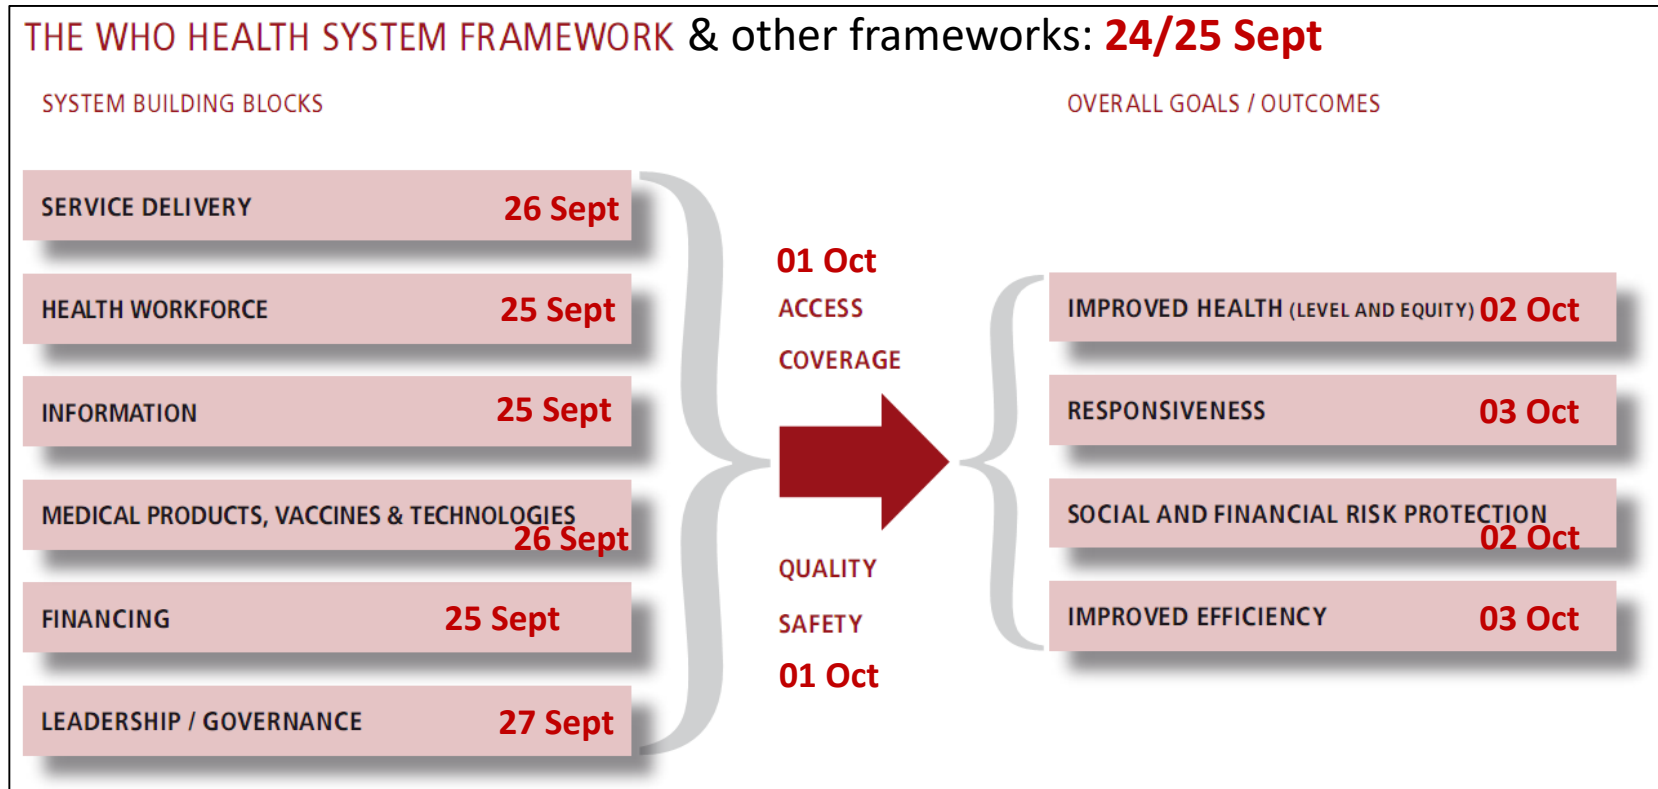 THE WHO HEALTH SYSTEM FRAMEWORK & other frameworks: 24/25 Sept
SYSTEM BUILDING BLOCKS
SERVICE DELIVERY 26 Sept
HEALTH WORKFORCE 25 Sept
INFORMATION 25 Sept
MEDICAL PRODUCTS, VACCINES & TECHNOLOGIES
26 Sept
FINANCING 25 Sept
LEADERSHIP / GOVERNANCE 27 Sept
01 Oct
ACCESS
COVERAGE
QUALITY
SAFETY
01 Oct
OVERALL GOALS / OUTCOMES
IMPROVED HEALTH (LEVEL AND EQUITY) 02 Oct
RESPONSIVENESS 03 Oct
SOCIAL AND FINANCIAL RISK PROTECTION
02 Oct
IMPROVED EFFICIENCY 03 Oct